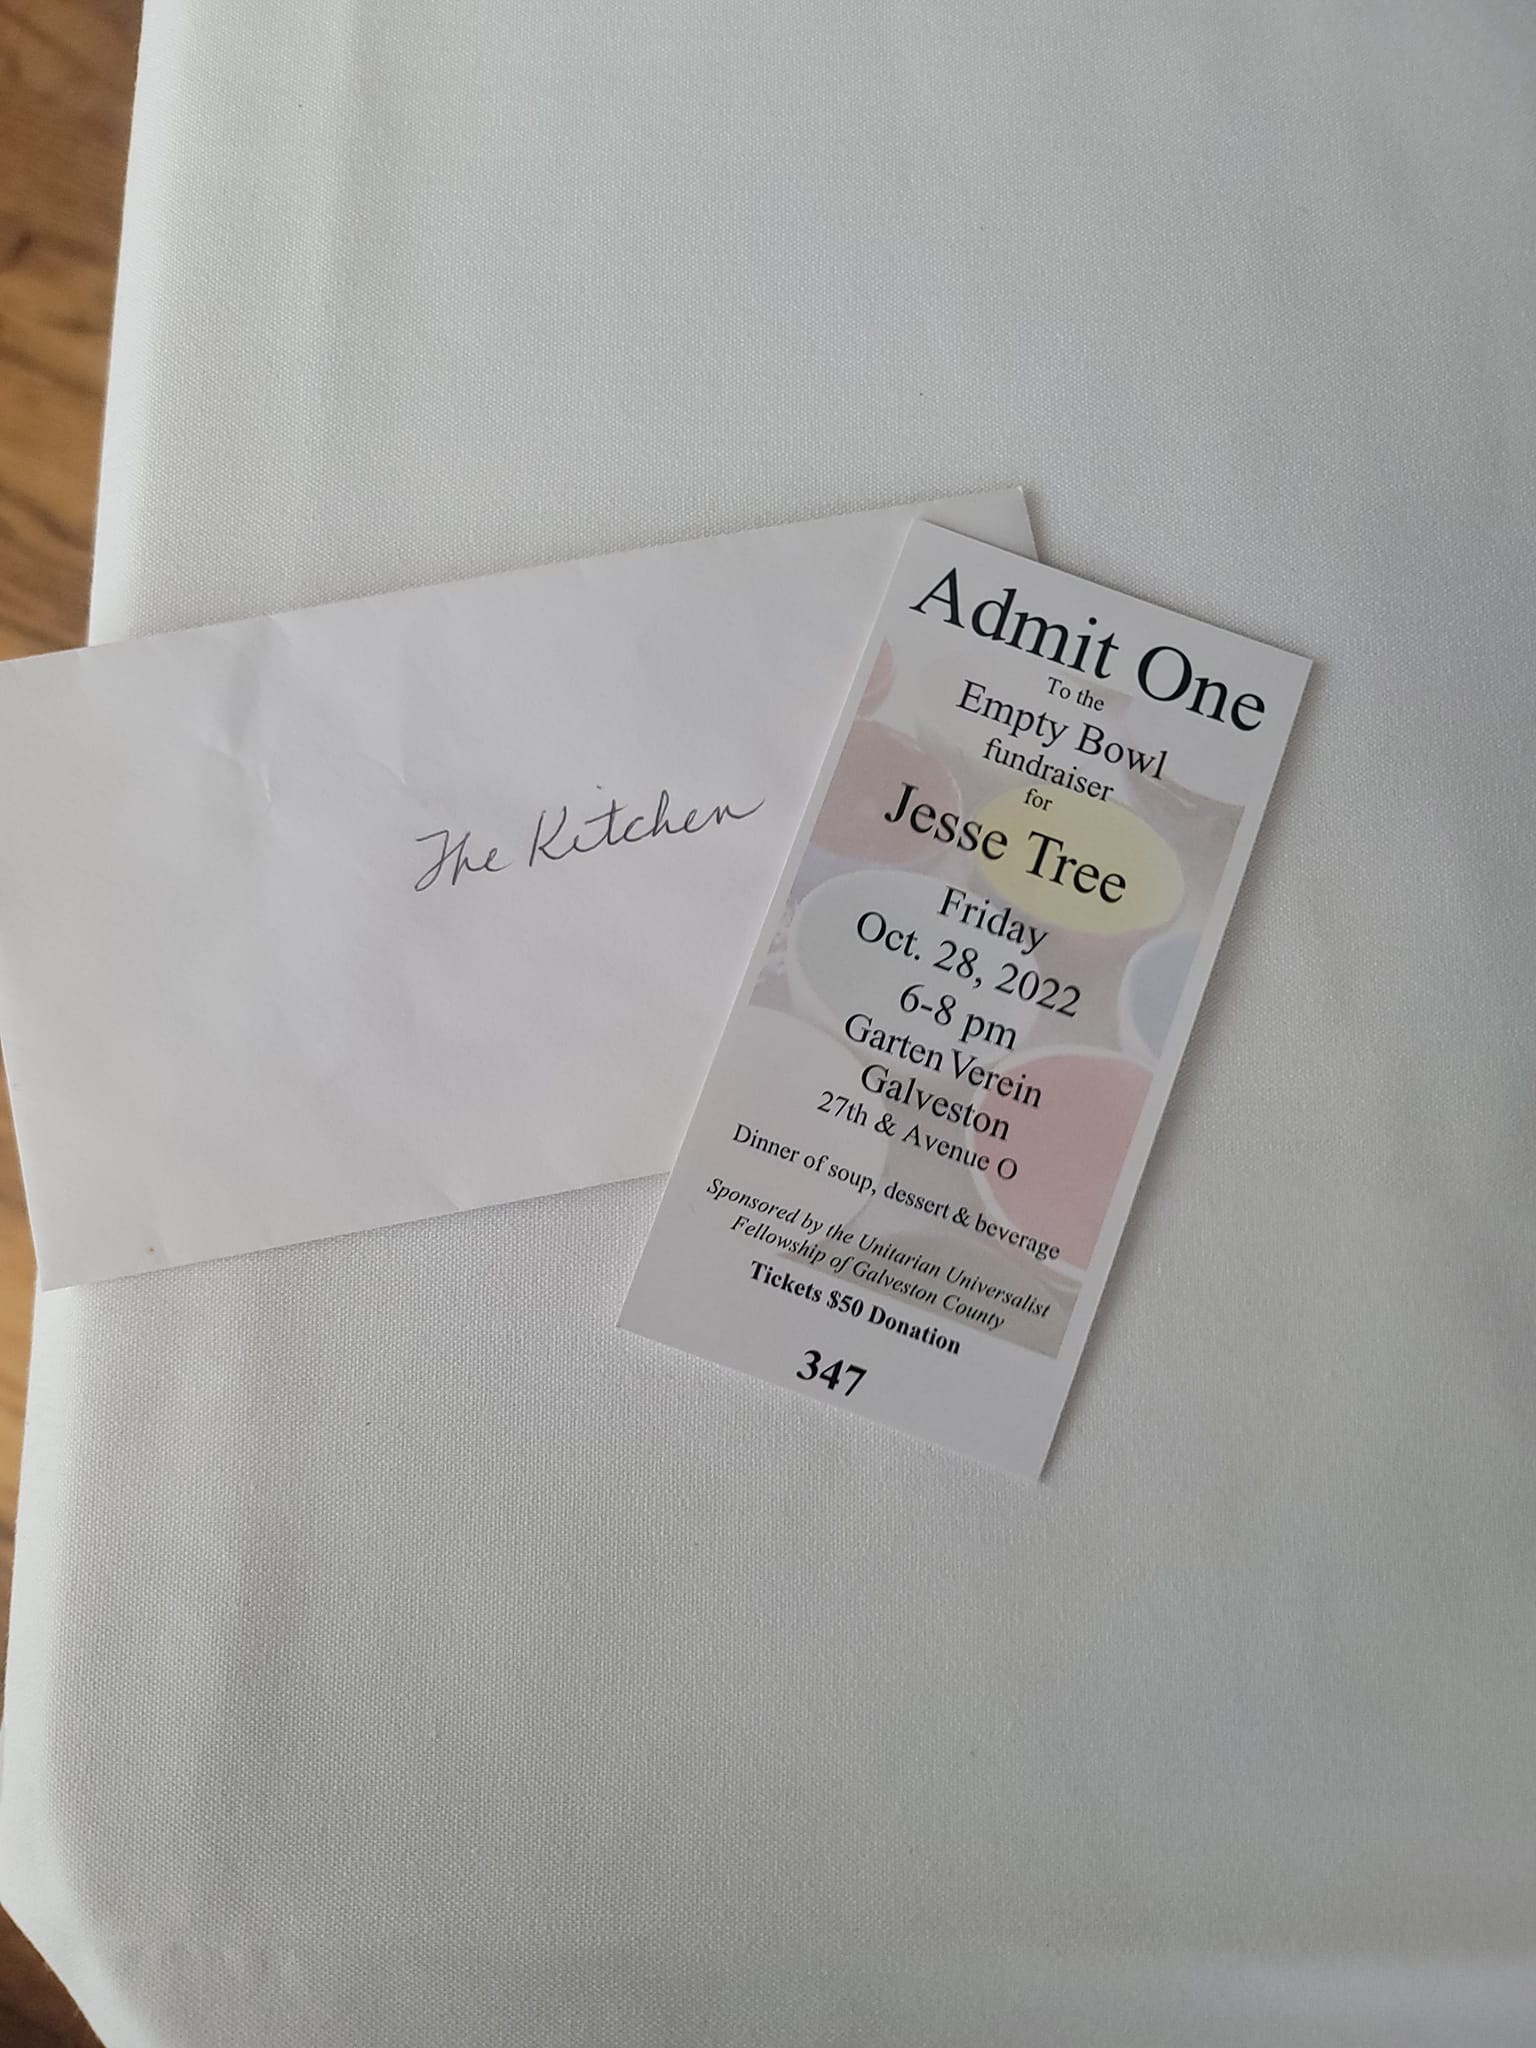 The Kitchen
Admit One
To the
Empty Bowl
fundraiser
for
Jesse Tree
Friday
Oct. 28, 2022
6-8 pm
Garten Verein
Galveston
27th & Avenue O
Dinner of soup, dessert & beverage
Sponsored by the Unitarian Universalist
Fellowship of Galveston County
Tickets $50 Donation
347